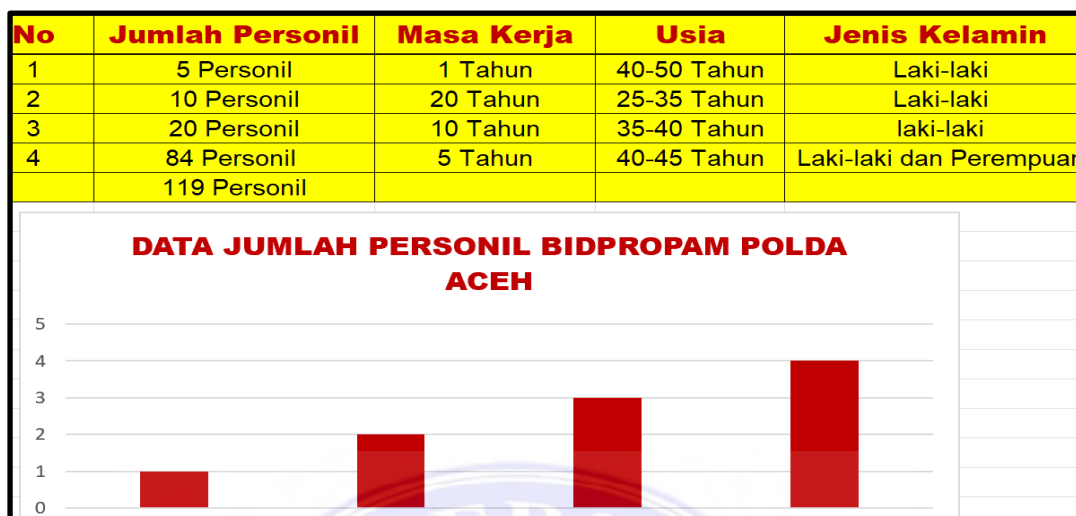 No Jumlah Personil Masa Kerja Usia Jenis Kelamin
1 5 Personil 1 Tahun 40-50 Tahun Laki-laki
2 10 Personil 20 Tahun 25-35 Tahun Laki-laki
3 20 Personil 10 Tahun 35-40 Tahun laki-laki
4 84 Personil 5 Tahun 40-45 Tahun Laki-laki dan Perempuan
119 Personil
DATA JUMLAH PERSONIL BIDPROPAM POLDA
ACEH
5
4
3
2
1
0